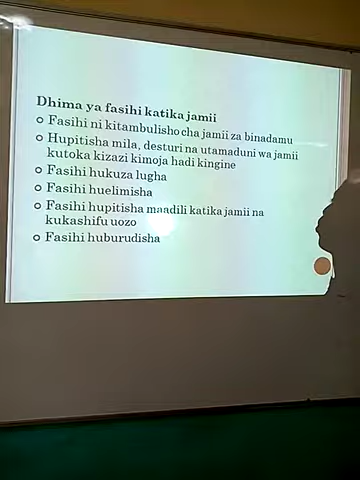 Dhima ya fasihi katika jamii
Fasihi ni kitambulisho cha jamii za binadamu
Hupitisha mila, desturi na utamaduni wa jamii
kutoka kizazi kimoja hadi kingine
Fasihi hukuza lugha
Fasihi huelimisha
Fasihi hupitisha maadili katika jamii na
kukashifu uozo
Fasihi huburudisha